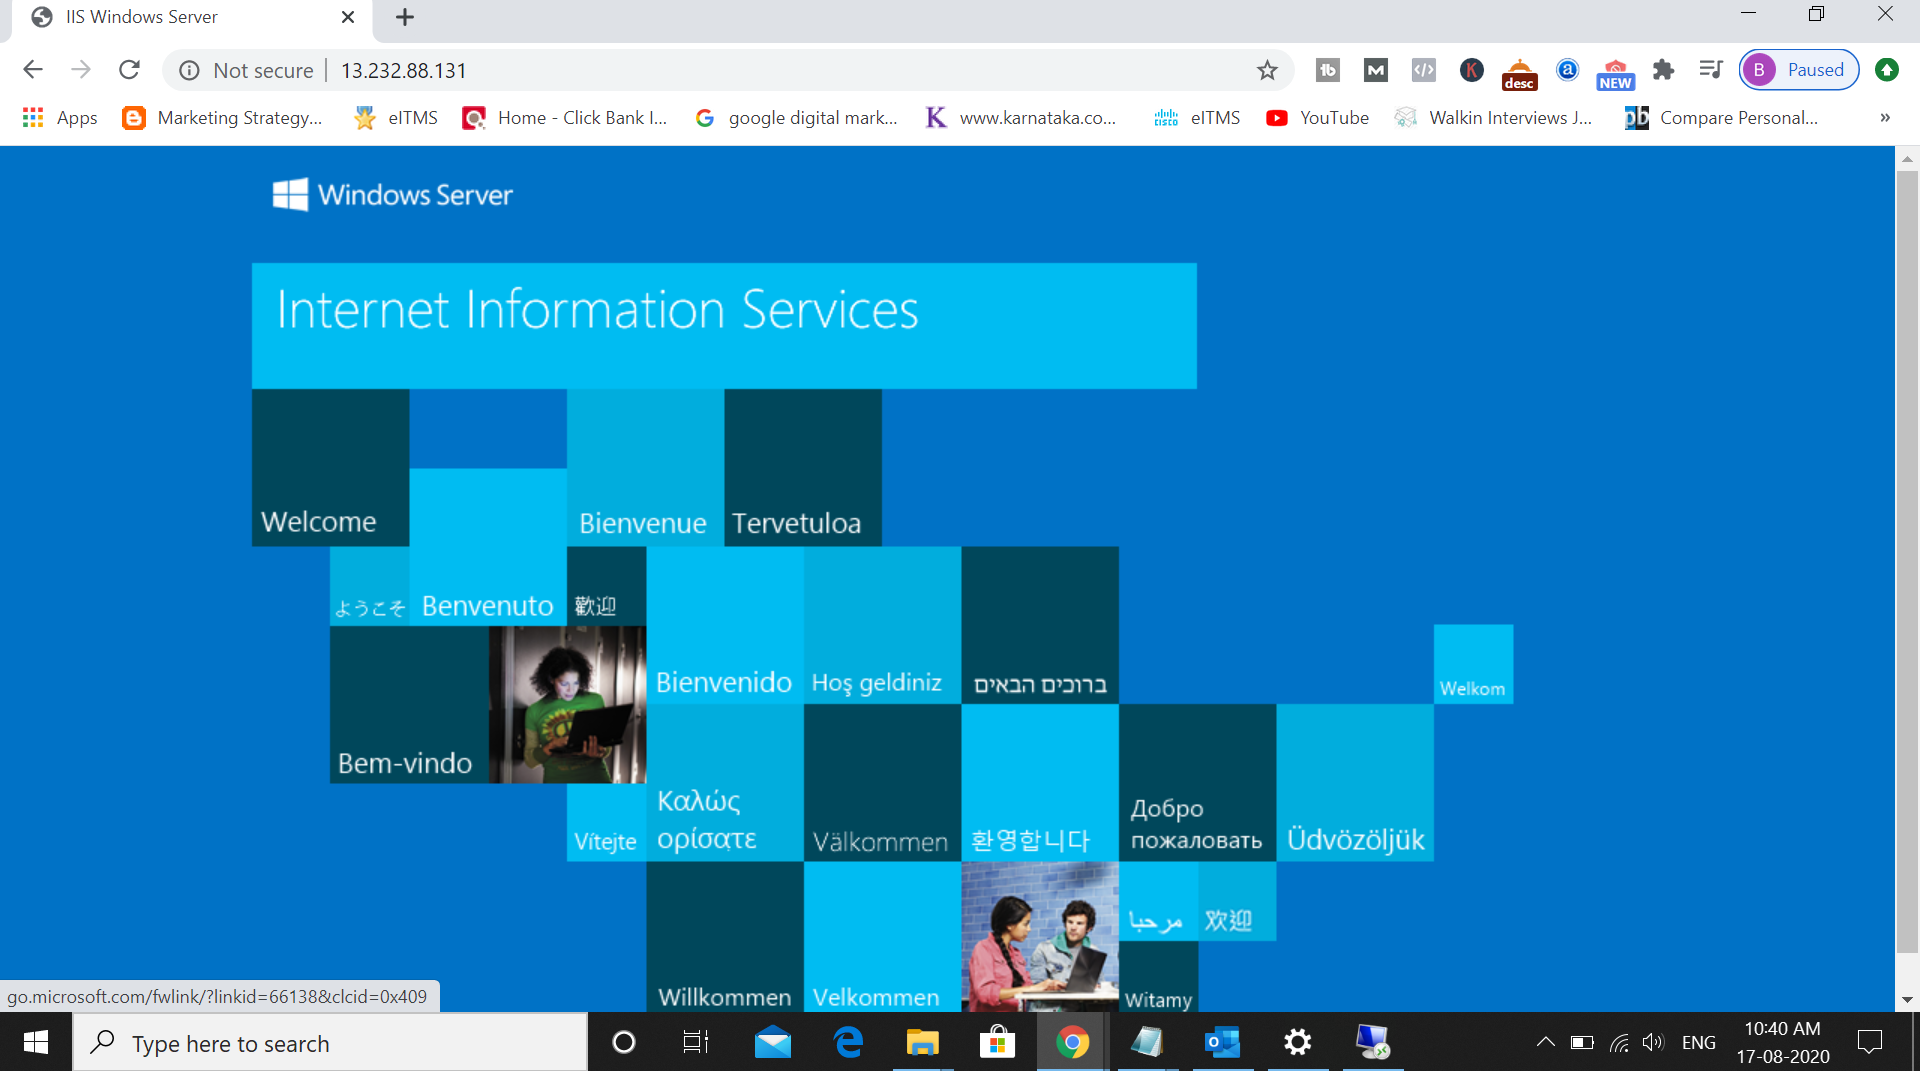 IIS Windows Server
Not secure
13.232.88.131
desc
NEW
B
Paused
Apps
Marketing Strategy...
eITMS
Home - Click Bank I...
google digital mark...
www.karnataka.co...
eITMS
YouTube
Walkin Interviews J...
Compare Personal...
»
Windows Server
Internet Information Services
Welcome
Bienvenue
Tervetuloa
ようこそ
Benvenuto
歡迎
Bienvenido
Hoş geldiniz
ברוכים הבאים
Welkom
Bem-vindo
Vítejte
Καλώς
ορίσατε
Välkommen
환영합니다
Добро
пожаловать
Üdvözöljük
مرحبا
欢迎
Willkommen
Velkommen
Witamy
go.microsoft.com/fwlink/?linkid=66138&clcid=0x409
Type here to search
ENG
10:40 AM
17-08-2020